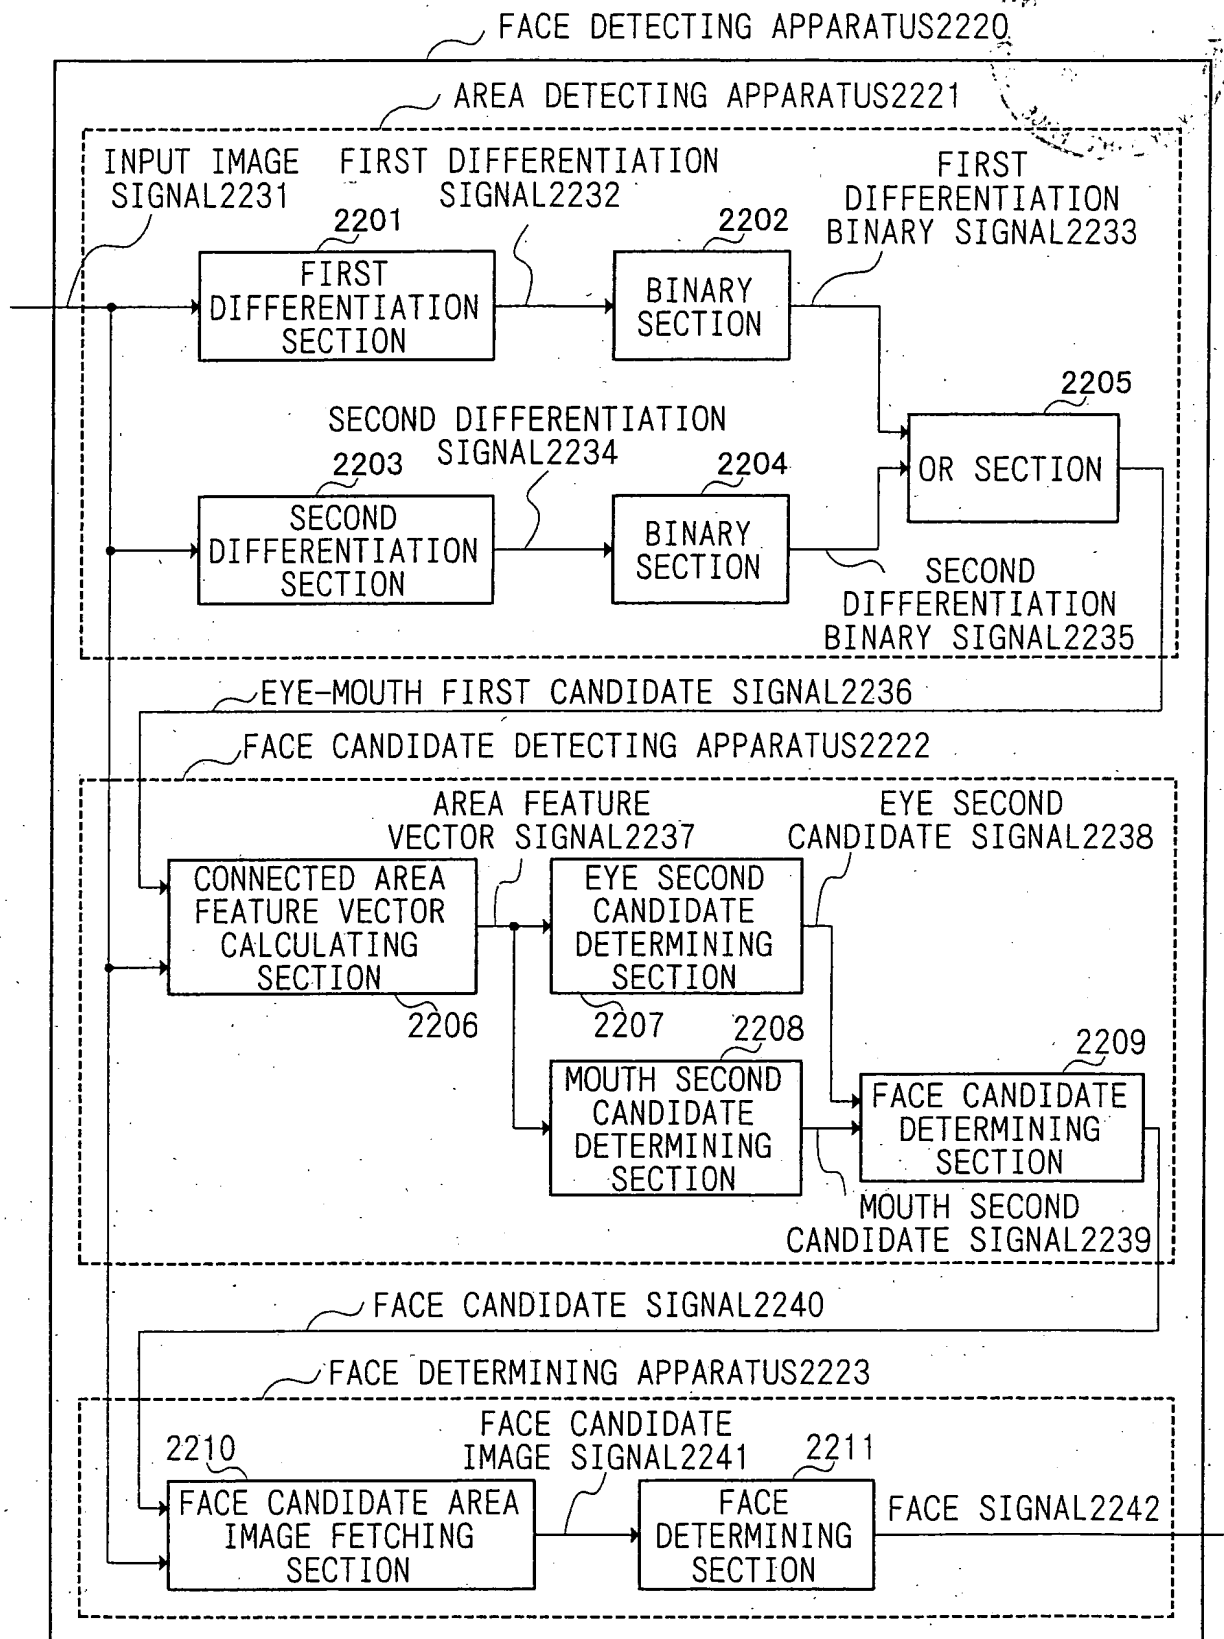 FACE DETECTING APPARATUS2220
AREA DETECTING APPARATUS2221
INPUT IMAGE
SIGNAL2231
FIRST DIFFERENTIATION
SIGNAL2232
FIRST
DIFFERENTIATION
BINARY SIGNAL2233
2201
FIRST
DIFFERENTIATION
SECTION
2202
BINARY
SECTION
2205
OR SECTION
SECOND DIFFERENTIATION
SIGNAL2234
2203
SECOND
DIFFERENTIATION
SECTION
2204
BINARY
SECTION
SECOND
DIFFERENTIATION
BINARY SIGNAL2235
EYE-MOUTH FIRST CANDIDATE SIGNAL2236
FACE CANDIDATE DETECTING APPARATUS2222
AREA FEATURE
VECTOR SIGNAL2237
EYE SECOND
CANDIDATE SIGNAL2238
CONNECTED AREA
FEATURE VECTOR
CALCULATING
SECTION
2206
EYE SECOND
CANDIDATE
DETERMINING
SECTION
2207
2208
MOUTH SECOND
CANDIDATE
DETERMINING
SECTION
2209
FACE CANDIDATE
DETERMINING
SECTION
MOUTH SECOND
CANDIDATE SIGNAL2239
FACE CANDIDATE SIGNAL2240
FACE DETERMINING APPARATUS2223
FACE CANDIDATE
IMAGE SIGNAL2241
2210
FACE CANDIDATE AREA
IMAGE FETCHING
SECTION
2211
FACE
DETERMINING
SECTION
FACE SIGNAL2242